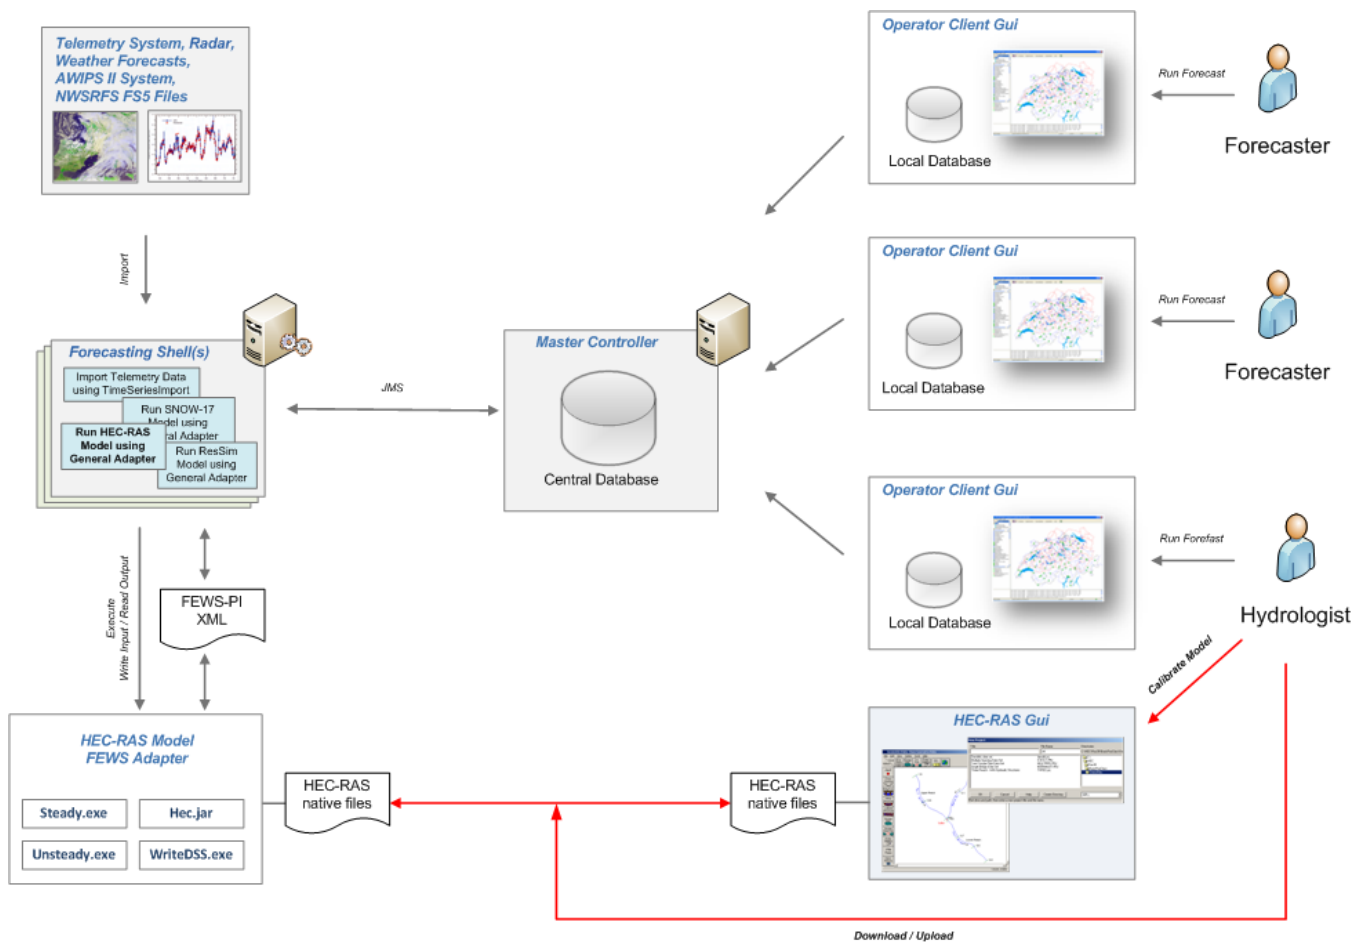 Telemetry System, Radar,
Weather Forecasts,
AWIPS II System,
NWSRFS FS5 Files
Import
Forecasting Shell(s)
Import Telemetry Data
using TimeSeriesImport
Run SNOW-17
Model using
General Adapter
Run HEC-RAS
Model using
General Adapter
Run ResSim
Model using
General Adapter
JMS
Master Controller
Central Database
Operator Client Gui
Local Database
Run Forecast
Forecaster
Operator Client Gui
Local Database
Run Forecast
Forecaster
Operator Client Gui
Local Database
Run Forefast
Hydrologist
Calibrate Model
Execute
Write Input / Read Output
FEWS-PI
XML
HEC-RAS Model
FEWS Adapter
Steady.exe
Hec.jar
Unsteady.exe
WriteDSS.exe
HEC-RAS
native files
HEC-RAS
native files
HEC-RAS Gui
Download / Upload